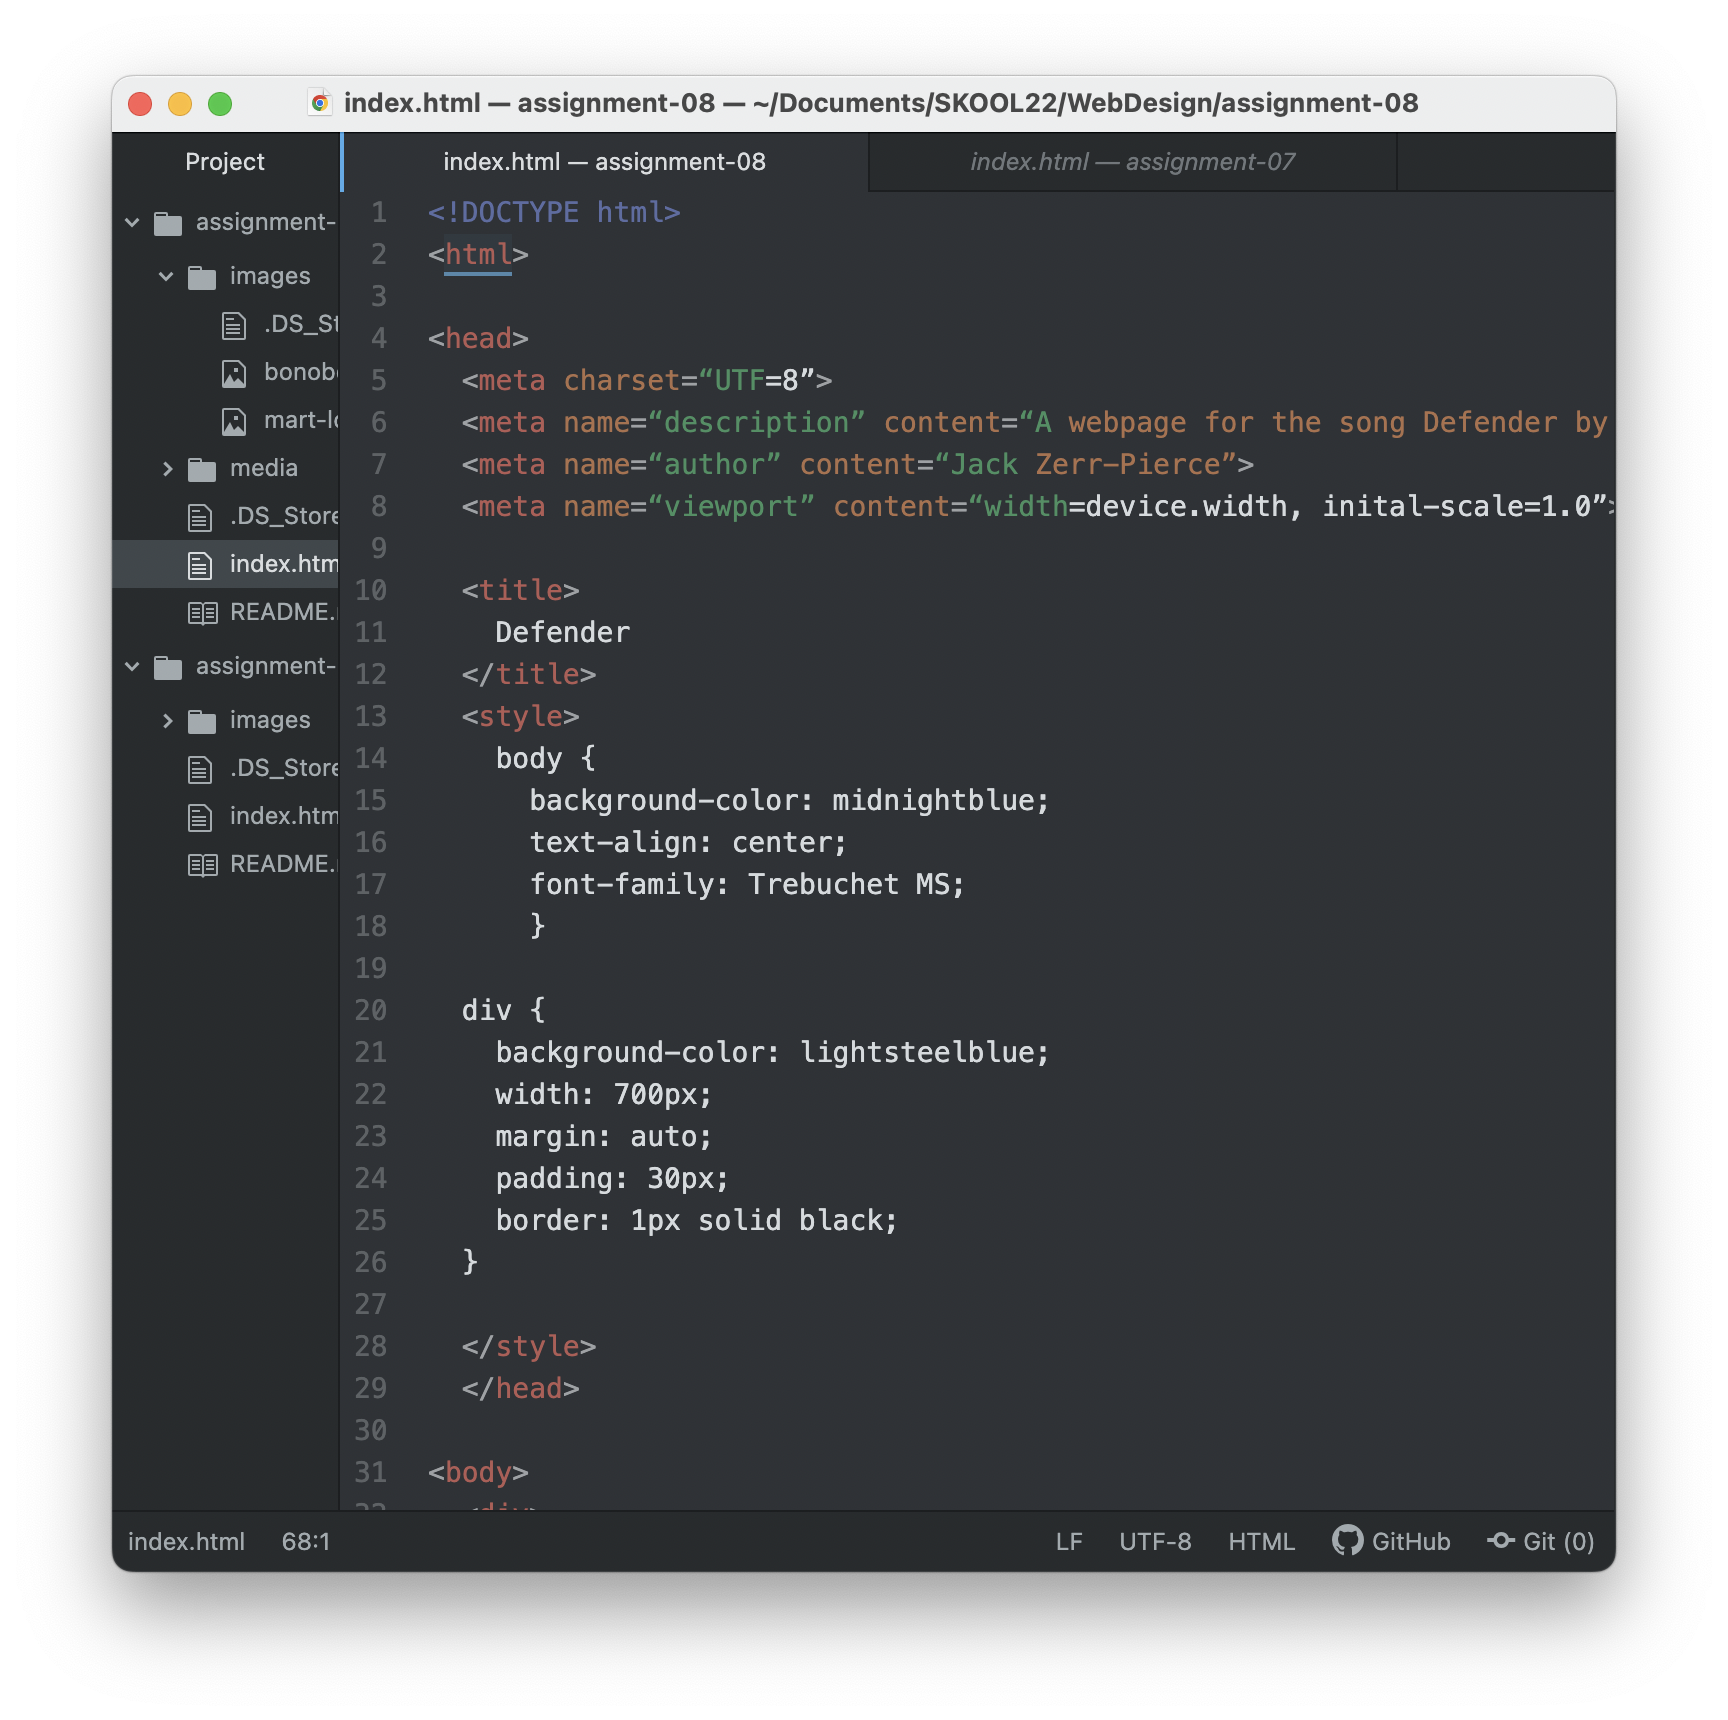 index.html — assignment-08 — ~/Documents/SKOOL22/WebDesign/assignment-08
Project
index.html — assignment-08
index.html — assignment-07
assignment-
images
.DS_St
bonob
mart-lo
media
.DS_Store
index.htm
README.
assignment-
images
.DS_Store
index.htm
README.
1 <!DOCTYPE html>
2 <html>
3
4 <head>
5 <meta charset=“UTF=8”>
6 <meta name=“description” content=“A webpage for the song Defender by
7 <meta name=“author” content=“Jack Zerr-Pierce”>
8 <meta name=“viewport” content=“width=device.width, inital-scale=1.0”>
9
10 <title>
11 Defender
12 </title>
13 <style>
14 body {
15 background-color: midnightblue;
16 text-align: center;
17 font-family: Trebuchet MS;
18 }
19
20 div {
21 background-color: lightsteelblue;
22 width: 700px;
23 margin: auto;
24 padding: 30px;
25 border: 1px solid black;
26 }
27
28 </style>
29 </head>
30
31 <body>
32 <div>
index.html 68:1 LF UTF-8 HTML GitHub Git (0)